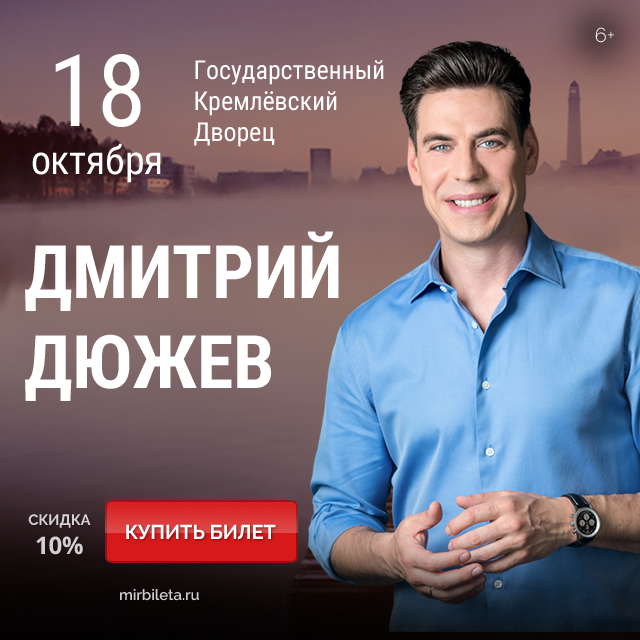 18
октября
Государственный
Кремлёвский
Дворец
6+
ДМИТРИЙ
ДЮЖЕВ
СКИДКА
10%
КУПИТЬ БИЛЕТ
mirbileta.ru